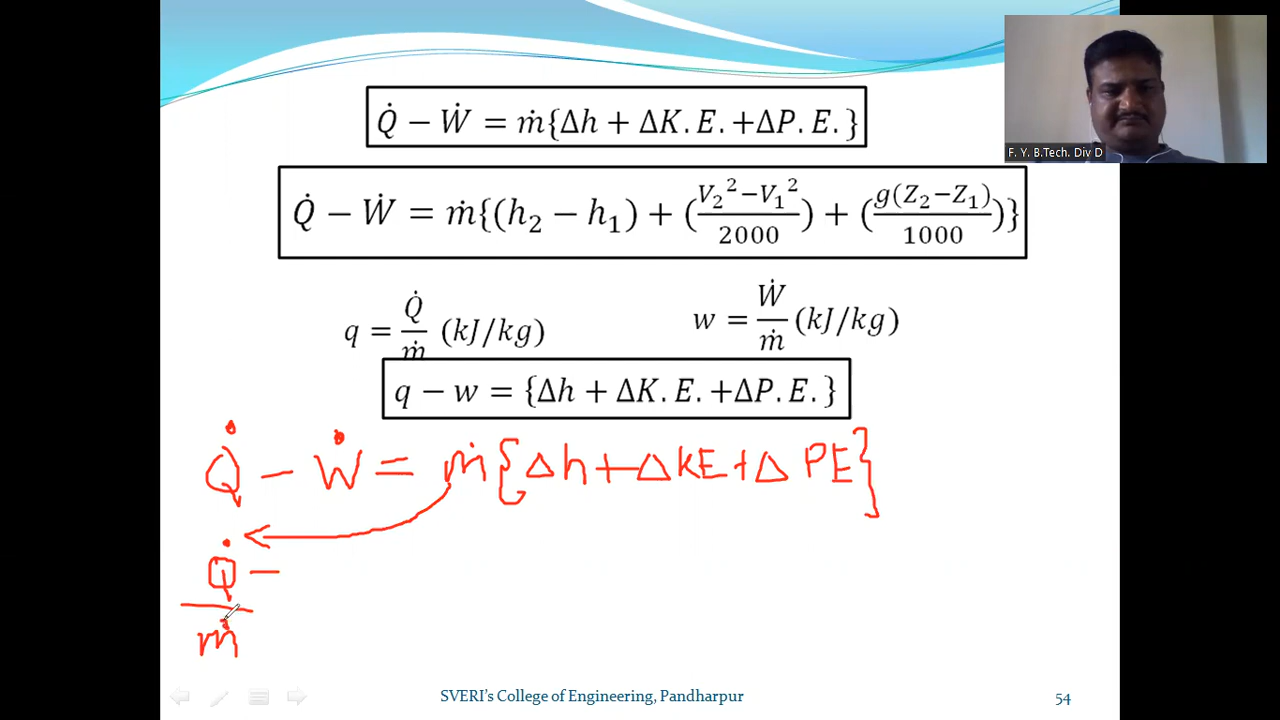 Q̇ − Ẇ = ṁ{Δh + ΔK.E.+ΔP.E.}
F. Y. B.Tech. Div D
Q̇ − Ẇ = ṁ{(h₂ − h₁) + (V₂²−V₁²/2000) + (g(Z₂−Z₁)/1000)}
q = Q̇/ṁ (kJ/kg) w = Ẇ/ṁ (kJ/kg)
q − w = {Δh + ΔK.E.+ΔP.E.}
Q̇ − Ẇ = ṁ{Δh + ΔKE + ΔPE}
Q̇/ṁ −
SVERI's College of Engineering, Pandharpur 54